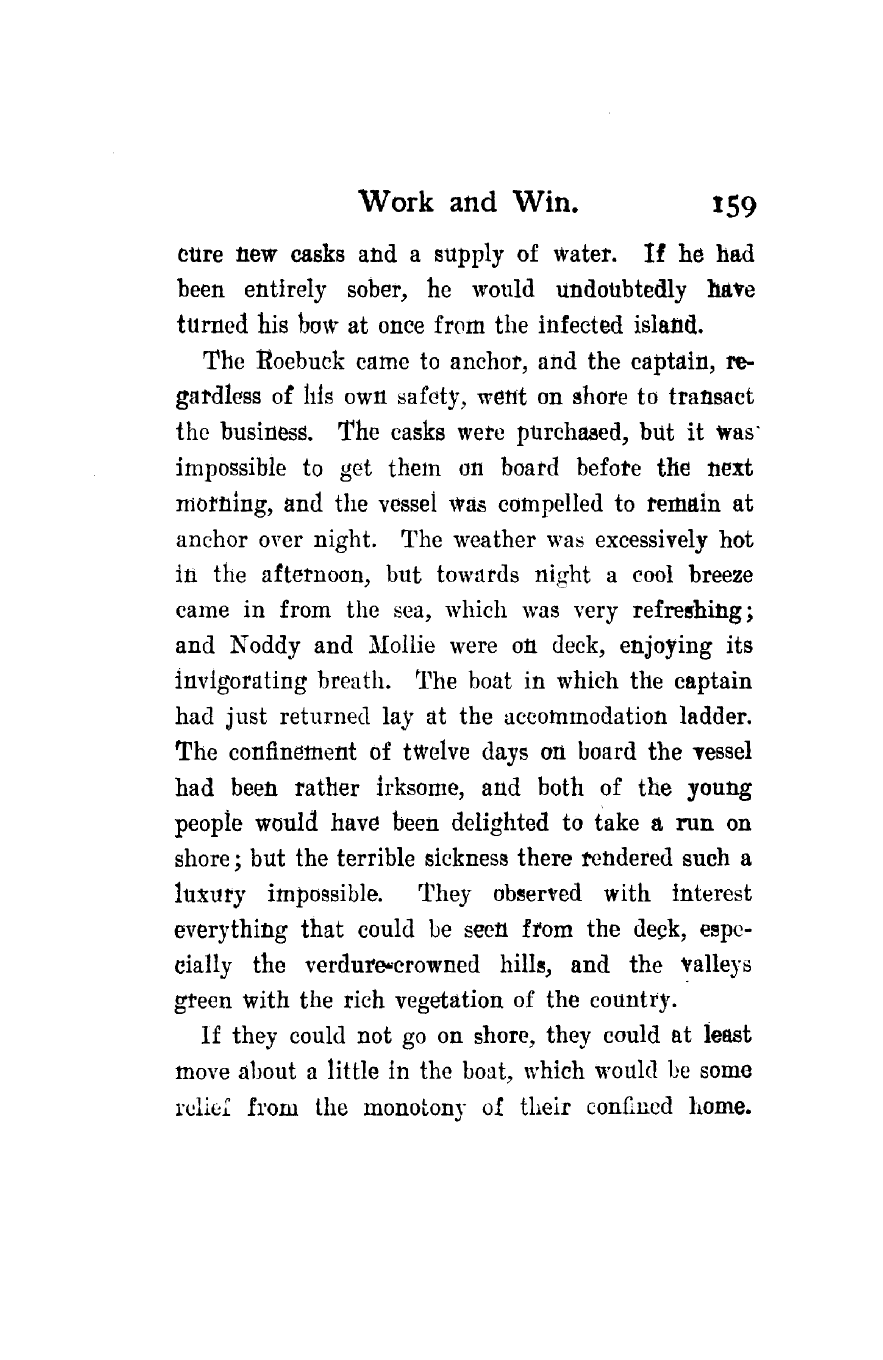 Work and Win. 159
cure new casks and a supply of water. If he had
been entirely sober, he would undoubtedly have
turned his bow at once from the infected island.
The Roebuck came to anchor, and the captain, re-
gardless of his own safety, went on shore to transact
the business. The casks were purchased, but it was
impossible to get them on board before the next
morning, and the vessel was compelled to remain at
anchor over night. The weather was excessively hot
in the afternoon, but towards night a cool breeze
came in from the sea, which was very refreshing;
and Noddy and Mollie were on deck, enjoying its
invigorating breath. The boat in which the captain
had just returned lay at the accommodation ladder.
The confinement of twelve days on board the vessel
had been rather irksome, and both of the young
people would have been delighted to take a run on
shore; but the terrible sickness there rendered such a
luxury impossible. They observed with interest
everything that could be seen from the deck, espe-
cially the verdure-crowned hills, and the valleys
green with the rich vegetation of the country.
If they could not go on shore, they could at least
move about a little in the boat, which would be some
relief from the monotony of their confined home.